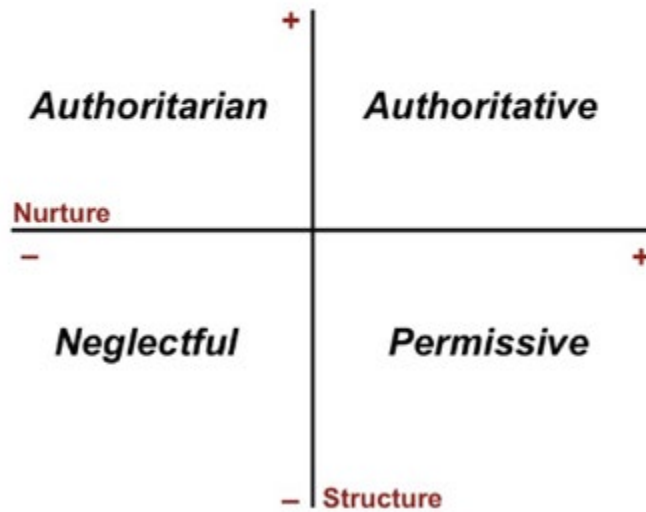 +
Authoritarian Authoritative
Nurture
– +
Neglectful Permissive
– Structure